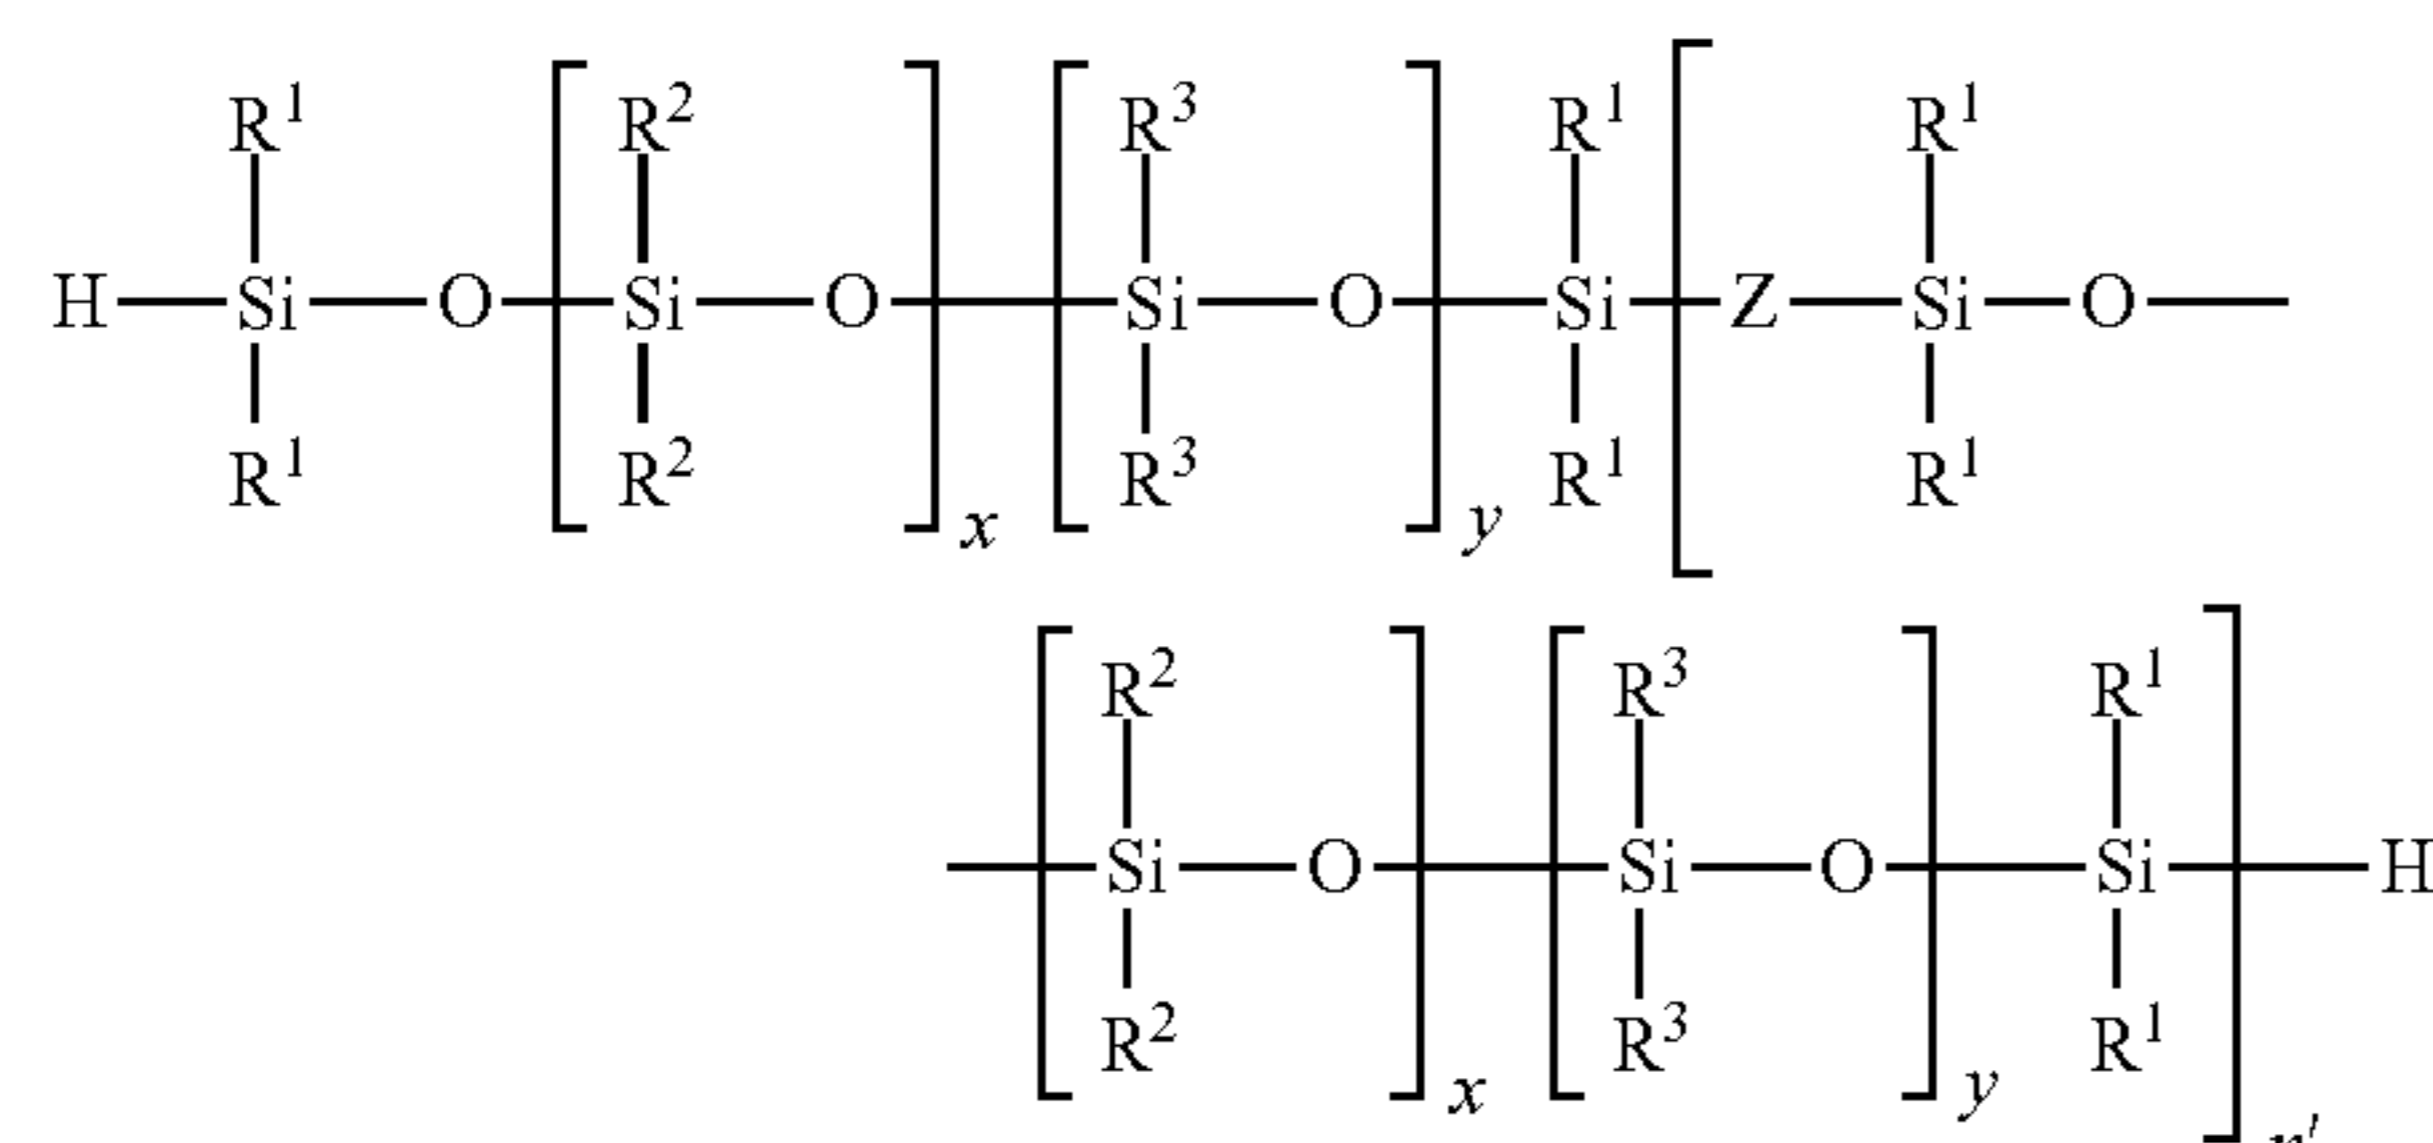 R¹ R² R³ R¹ R¹
H—Si—O—[Si—O]—[Si—O]—Si—[Z—Si—O—
R¹ R² x R³ y R¹ R¹
R² R³ R¹
—[Si—O]—[Si—O]—Si]—H
R² x R³ y R¹